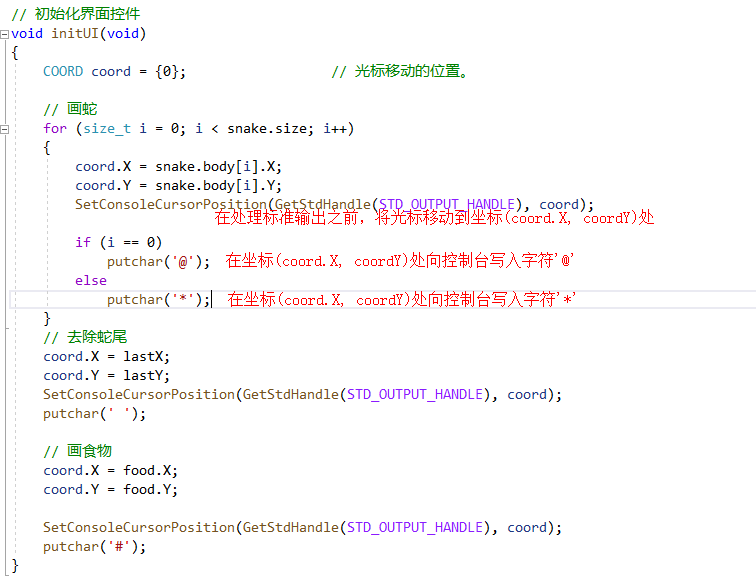 // 初始化界面控件
void initUI(void)
{
COORD coord = {0}; // 光标移动的位置。
// 画蛇
for (size_t i = 0; i < snake.size; i++)
{
coord.X = snake.body[i].X;
coord.Y = snake.body[i].Y;
SetConsoleCursorPosition(GetStdHandle(STD_OUTPUT_HANDLE), coord);
在处理标准输出之前，将光标移动到坐标(coord.X, coordY)处
if (i == 0)
putchar('@'); 在坐标(coord.X, coordY)处向控制台写入字符'@'
else
putchar('*'); 在坐标(coord.X, coordY)处向控制台写入字符'*'
}
// 去除蛇尾
coord.X = lastX;
coord.Y = lastY;
SetConsoleCursorPosition(GetStdHandle(STD_OUTPUT_HANDLE), coord);
putchar(' ');
// 画食物
coord.X = food.X;
coord.Y = food.Y;
SetConsoleCursorPosition(GetStdHandle(STD_OUTPUT_HANDLE), coord);
putchar('#');
}